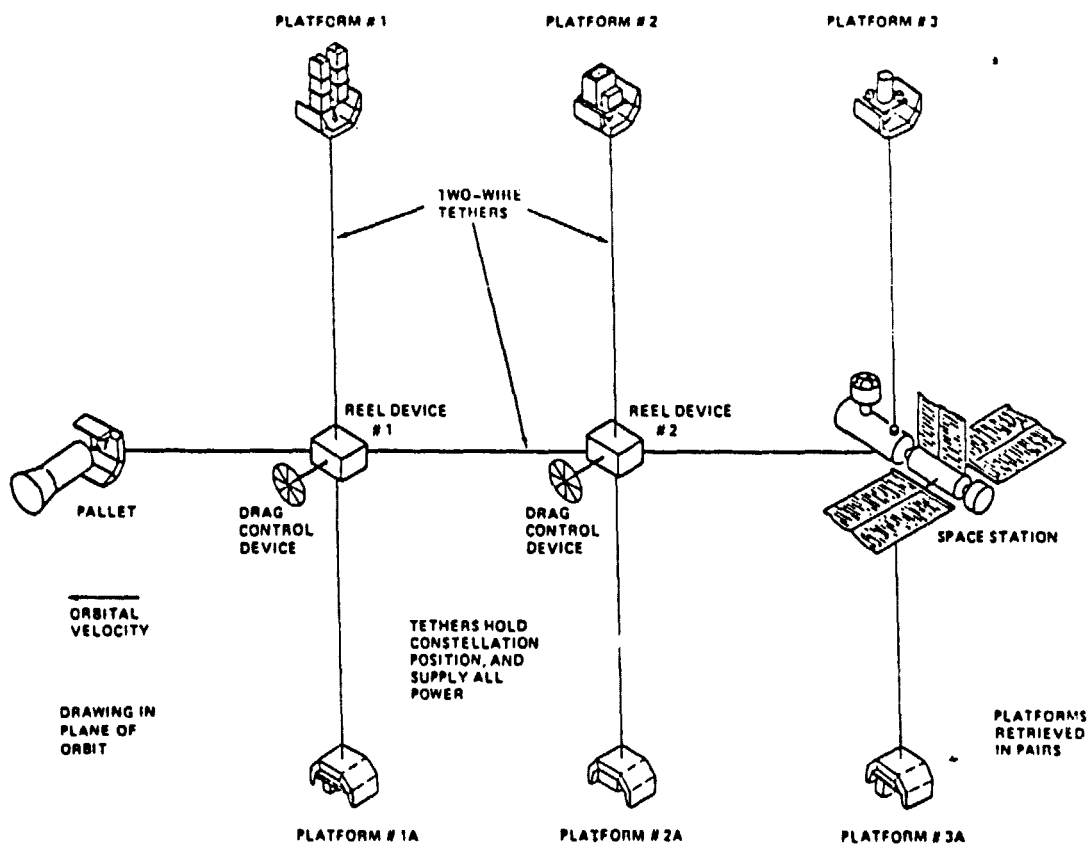 PLATFORM # 1
PLATFORM # 2
PLATFORM # 3
TWO-WIRE
TETHERS
REEL DEVICE
# 1
REEL DEVICE
# 2
PALLET
DRAG
CONTROL
DEVICE
DRAG
CONTROL
DEVICE
SPACE STATION
ORBITAL
VELOCITY
TETHERS HOLD
CONSTELLATION
POSITION, AND
SUPPLY ALL
POWER
DRAWING IN
PLANE OF
ORBIT
PLATFORMS
RETRIEVED
IN PAIRS
PLATFORM # 1A
PLATFORM # 2A
PLATFORM # 3A